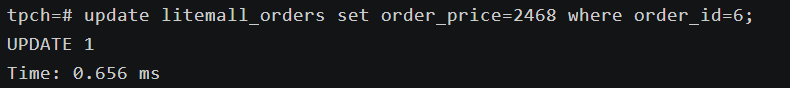 tpch=# update litemall_orders set order_price=2468 where order_id=6;
UPDATE 1
Time: 0.656 ms